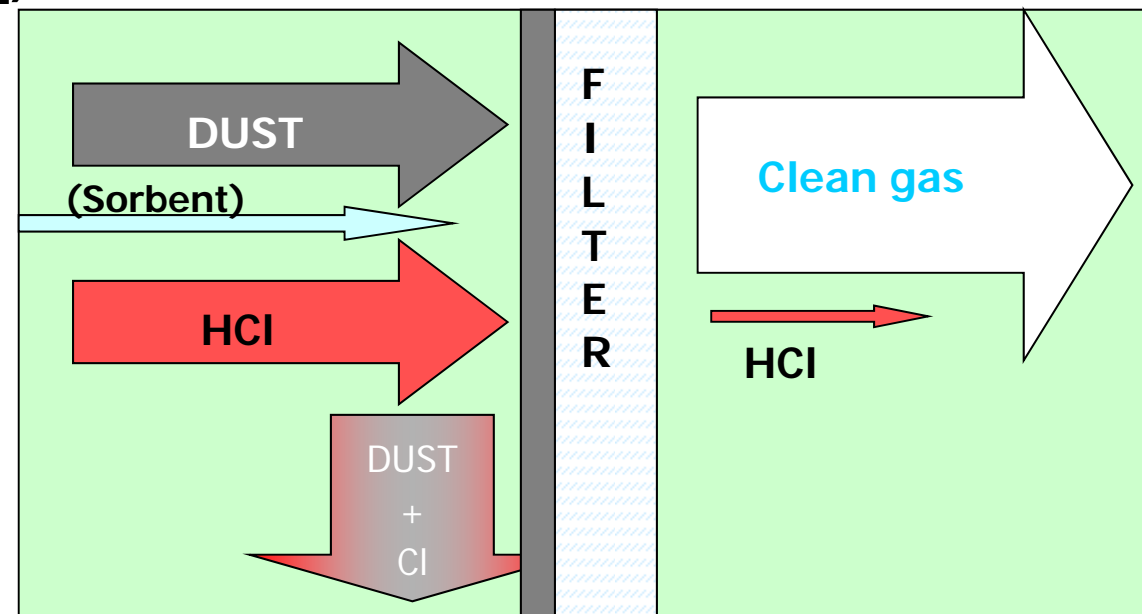 DUST
(Sorbent)
HCl
DUST
+
Cl
F
I
L
T
E
R
Clean gas
HCl